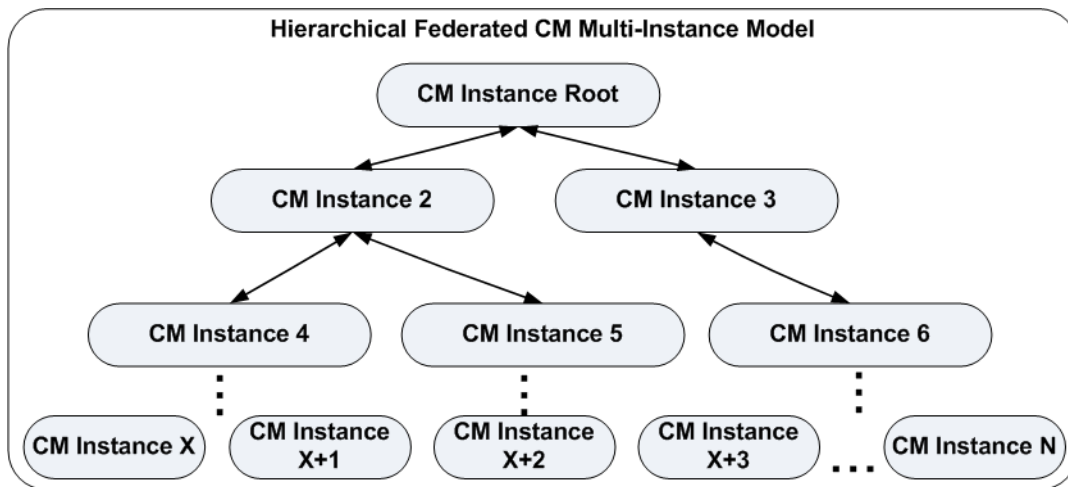 Hierarchical Federated CM Multi-Instance Model
CM Instance Root
CM Instance 2
CM Instance 3
CM Instance 4
CM Instance 5
CM Instance 6
CM Instance X
CM Instance
X+1
CM Instance
X+2
CM Instance
X+3
...
CM Instance N